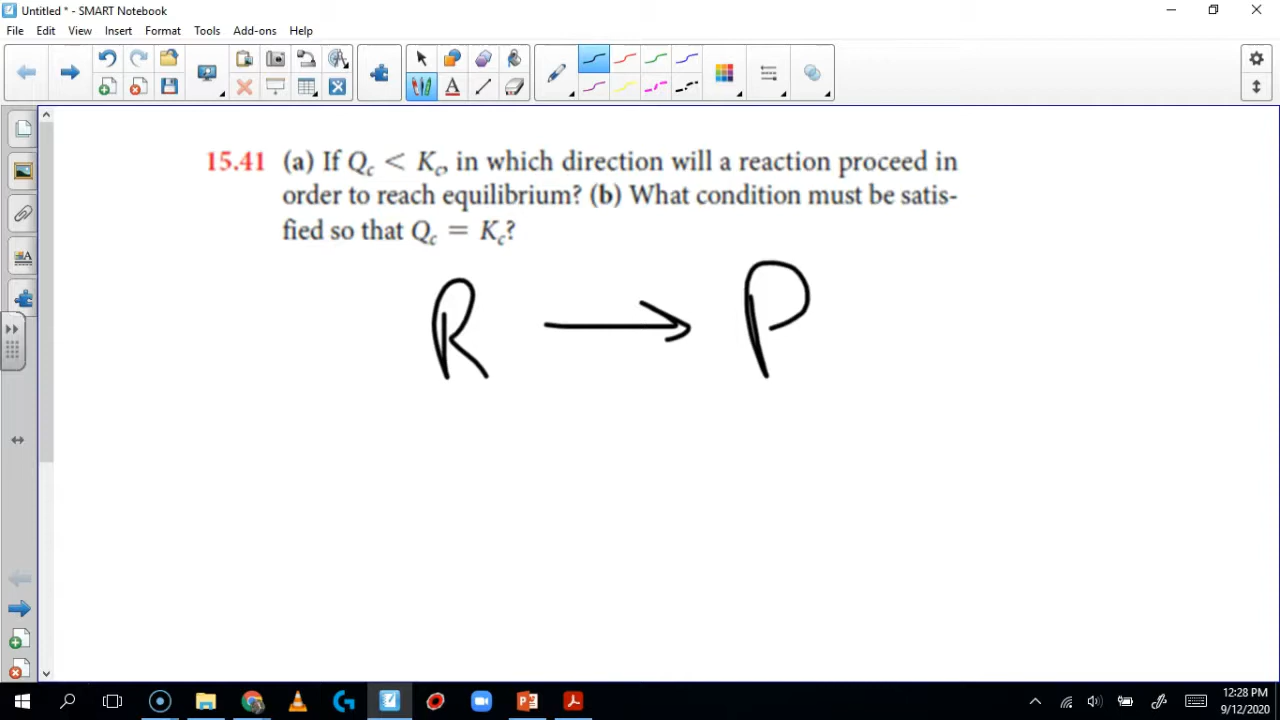 Untitled * - SMART Notebook
File Edit View Insert Format Tools Add-ons Help
15.41 (a) If Qc < Kc, in which direction will a reaction proceed in
order to reach equilibrium? (b) What condition must be satis-
fied so that Qc = Kc?
R → P
12:28 PM
9/12/2020